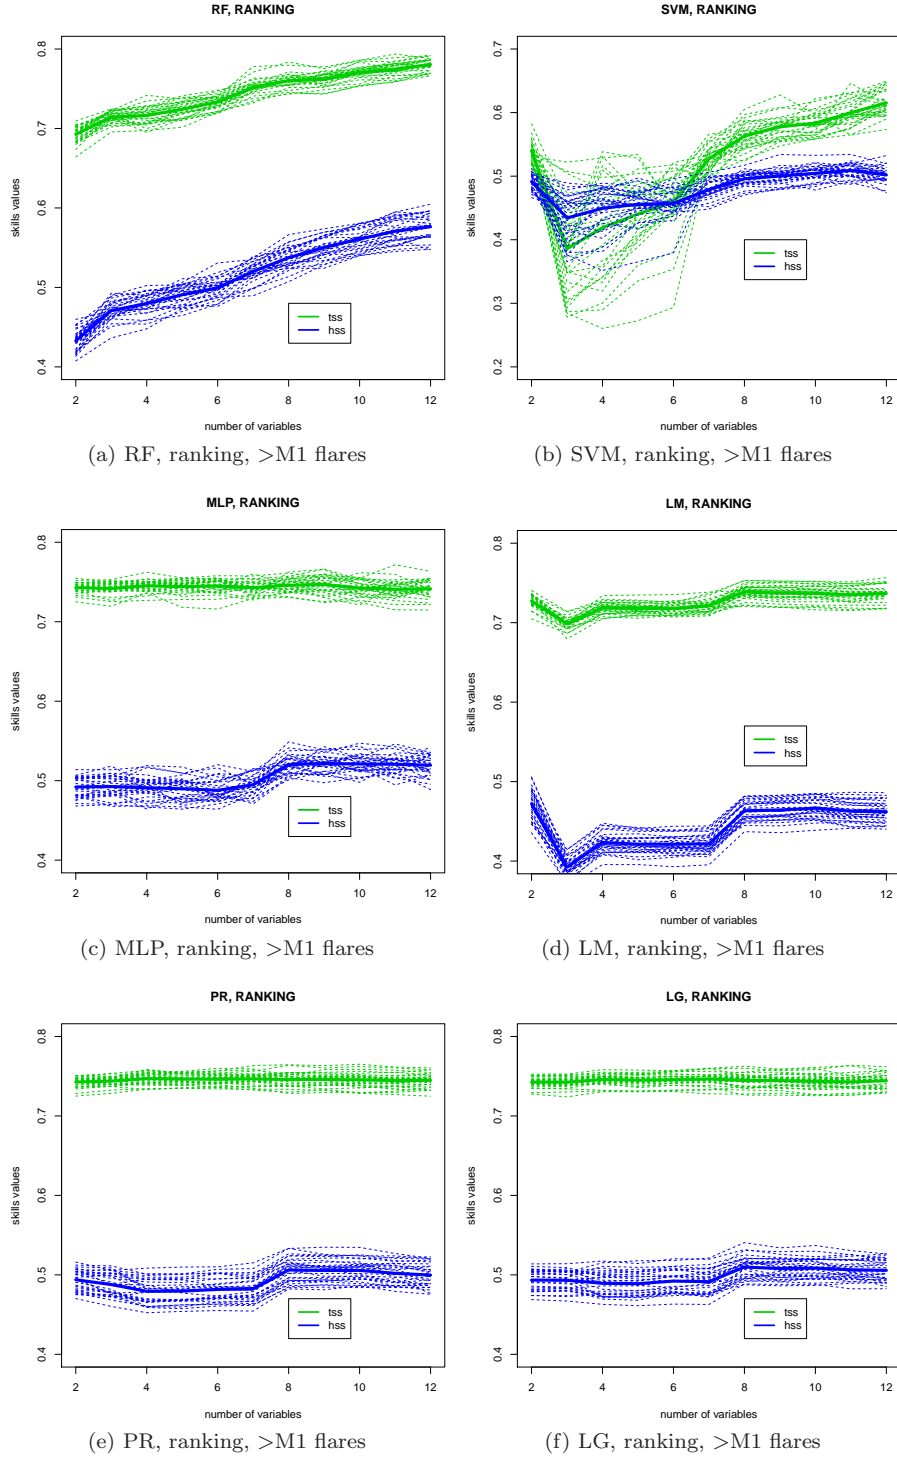 RF, RANKING
0.8
0.7
0.6
0.5
0.4
skills values
tss
hss
2 4 6 8 10 12
number of variables
(a) RF, ranking, >M1 flares
SVM, RANKING
0.7
0.6
0.5
0.4
0.3
0.2
skills values
tss
hss
2 4 6 8 10 12
number of variables
(b) SVM, ranking, >M1 flares
MLP, RANKING
0.8
0.7
0.6
0.5
0.4
skills values
tss
hss
2 4 6 8 10 12
number of variables
(c) MLP, ranking, >M1 flares
LM, RANKING
0.8
0.7
0.6
0.5
0.4
skills values
tss
hss
2 4 6 8 10 12
number of variables
(d) LM, ranking, >M1 flares
PR, RANKING
0.8
0.7
0.6
0.5
0.4
skills values
tss
hss
2 4 6 8 10 12
number of variables
(e) PR, ranking, >M1 flares
LG, RANKING
0.8
0.7
0.6
0.5
0.4
skills values
tss
hss
2 4 6 8 10 12
number of variables
(f) LG, ranking, >M1 flares